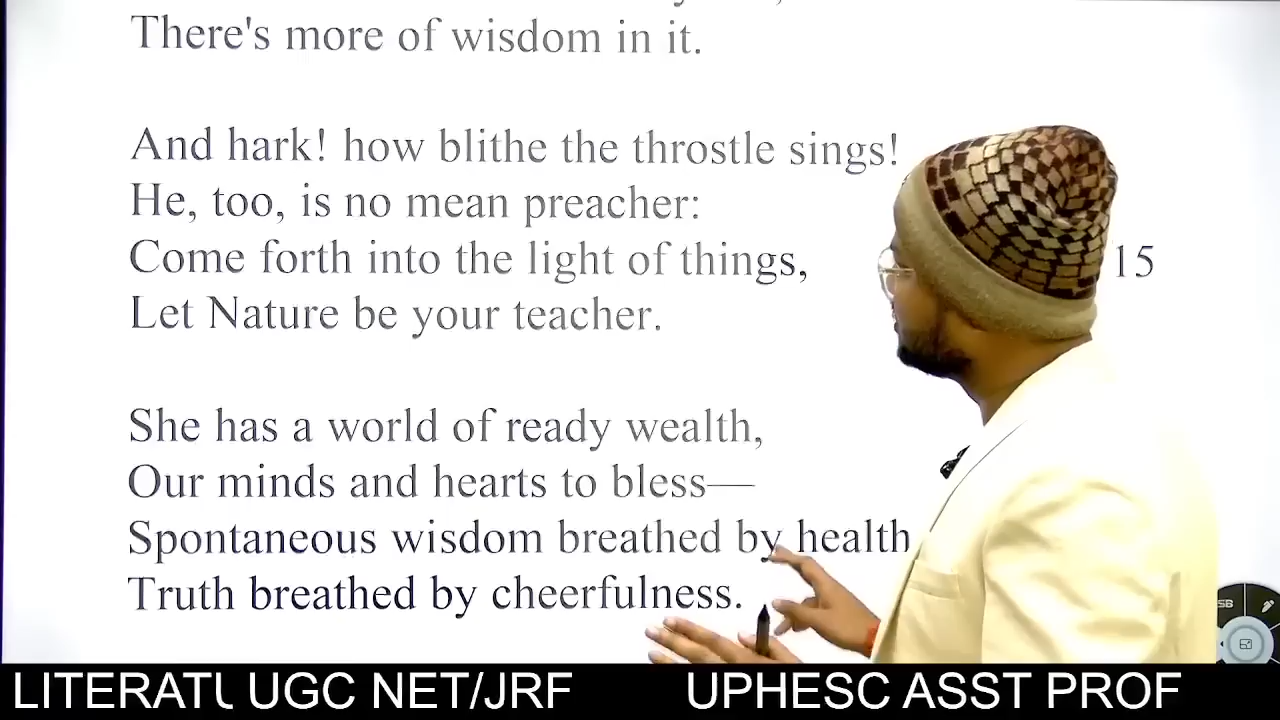 There's more of wisdom in it.
And hark! how blithe the throstle sings!
He, too, is no mean preacher:
Come forth into the light of things,
15
Let Nature be your teacher.
She has a world of ready wealth,
Our minds and hearts to bless—
Spontaneous wisdom breathed by health
Truth breathed by cheerfulness.
SB
UGC NET/JRF UPHESC ASST PROF